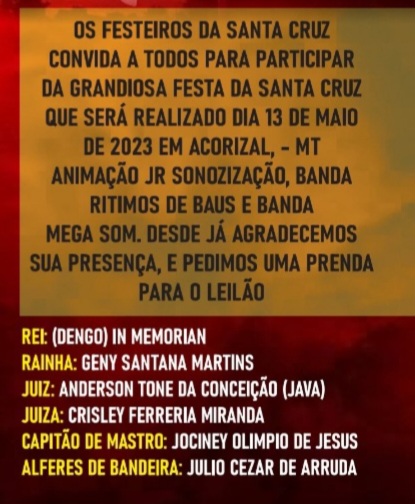 OS FESTEIROS DA SANTA CRUZ
CONVIDA A TODOS PARA PARTICIPAR
DA GRANDIOSA FESTA DA SANTA CRUZ
QUE SERÁ REALIZADO DIA 13 DE MAIO
DE 2023 EM ACORIZAL, - MT
ANIMAÇÃO JR SONOZIZAÇÃO, BANDA
RITIMOS DE BAUS E BANDA
MEGA SOM. DESDE JÁ AGRADECEMOS
SUA PRESENÇA, E PEDIMOS UMA PRENDA
PARA O LEILÃO
REI: (DENGO) IN MEMORIAN
RAINHA: GENY SANTANA MARTINS
JUIZ: ANDERSON TONE DA CONCEIÇÃO (JAVA)
JUIZA: CRISLEY FERRERIA MIRANDA
CAPITÃO DE MASTRO: JOCINEY OLIMPIO DE JESUS
ALFERES DE BANDEIRA: JULIO CEZAR DE ARRUDA